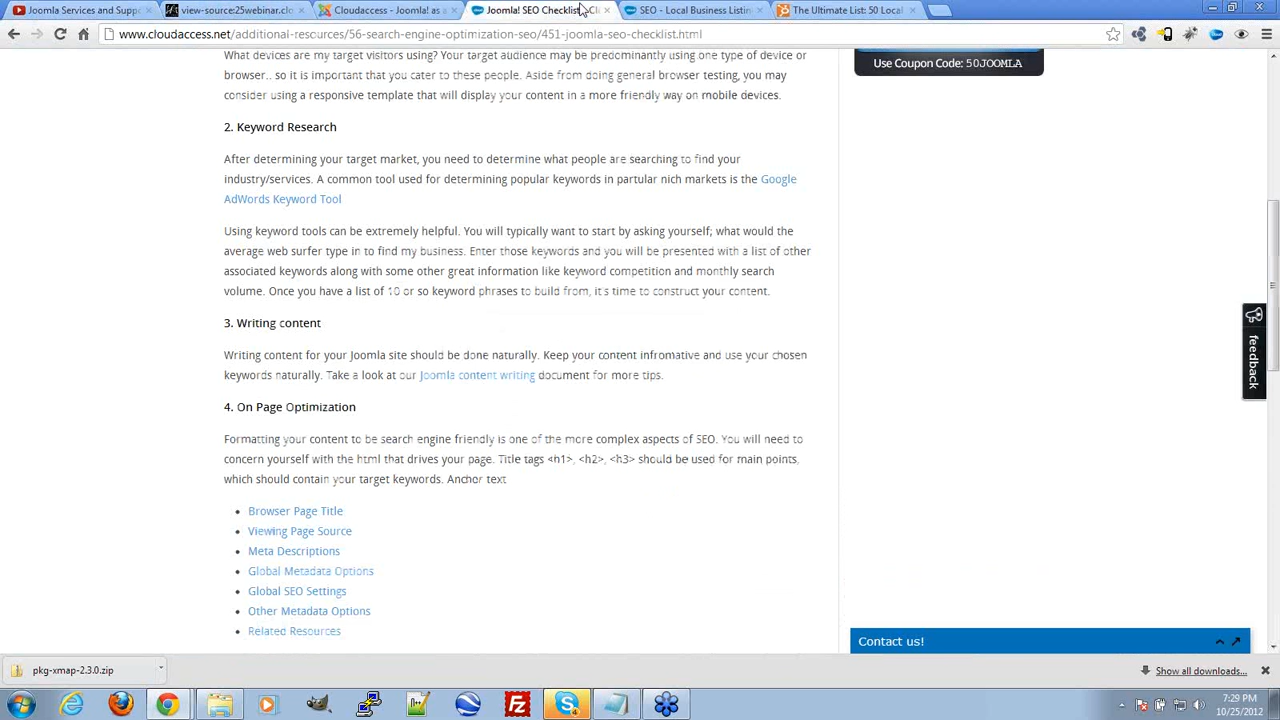 Joomla Services and Suppo
view-source:25webinar.clo
Cloudaccess - Joomla! as a
Joomla! SEO Checklist - Cl
SEO - Local Business Listin
The Ultimate List: 50 Local
www.cloudaccess.net/additional-resources/56-search-engine-optimization-seo/451-joomla-seo-checklist.html
What devices are my target visitors using? Your target audience may be predominantly using one type of device or
browser.. so it is important that you cater to these people. Aside from doing general browser testing, you may
consider using a responsive template that will display your content in a more friendly way on mobile devices.
Use Coupon Code: 50JOOMLA
2. Keyword Research
After determining your target market, you need to determine what people are searching to find your
industry/services. A common tool used for determining popular keywords in partular nich markets is the Google
AdWords Keyword Tool
Using keyword tools can be extremely helpful. You will typically want to start by asking yourself; what would the
average web surfer type in to find my business. Enter those keywords and you will be presented with a list of other
associated keywords along with some other great information like keyword competition and monthly search
volume. Once you have a list of 10 or so keyword phrases to build from, it's time to construct your content.
3. Writing content
Writing content for your Joomla site should be done naturally. Keep your content infromative and use your chosen
keywords naturally. Take a look at our Joomla content writing document for more tips.
feedback
4. On Page Optimization
Formatting your content to be search engine friendly is one of the more complex aspects of SEO. You will need to
concern yourself with the html that drives your page. Title tags <h1>, <h2>, <h3> should be used for main points,
which should contain your target keywords. Anchor text
Browser Page Title
Viewing Page Source
Meta Descriptions
Global Metadata Options
Global SEO Settings
Other Metadata Options
Related Resources
Contact us!
pkg-xmap-2.3.0.zip
Show all downloads...
7:29 PM
10/25/2012